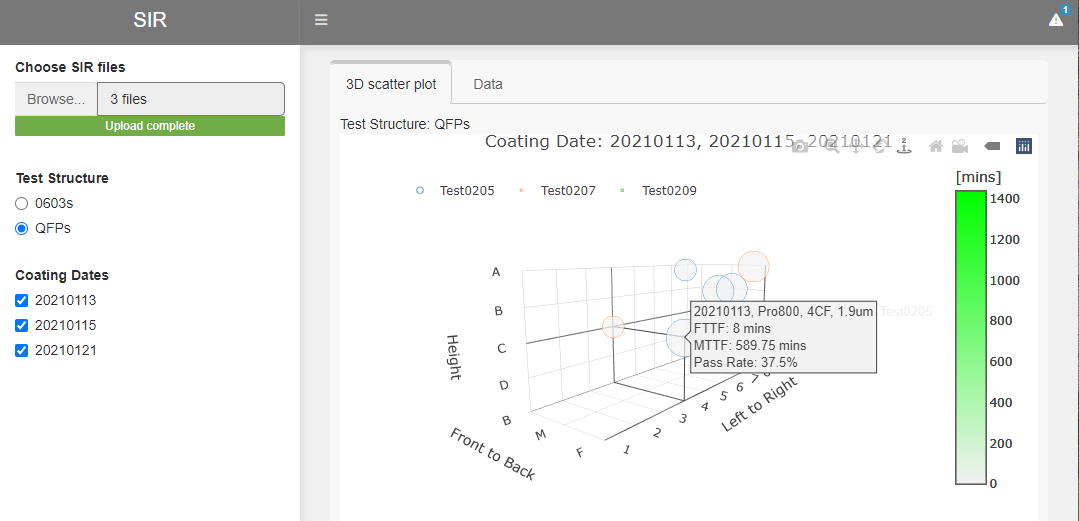 SIR
1
Choose SIR files
Browse...
3 files
Upload complete
3D scatter plot
Data
Test Structure: QFPs
Coating Date: 20210113, 20210115, 20210121
Test Structure
0603s
QFPs
Coating Dates
20210113
20210115
20210121
Test0205
Test0207
Test0209
[mins]
1400
1200
1000
800
600
400
200
0
A
B
C
D
Height
20210113, Pro800, 4CF, 1.9um
FTTF: 8 mins
MTTF: 589.75 mins
Pass Rate: 37.5%
Test0205
B
M
F
Front to Back
1
2
3
4
5
6
7
Left to Right
z